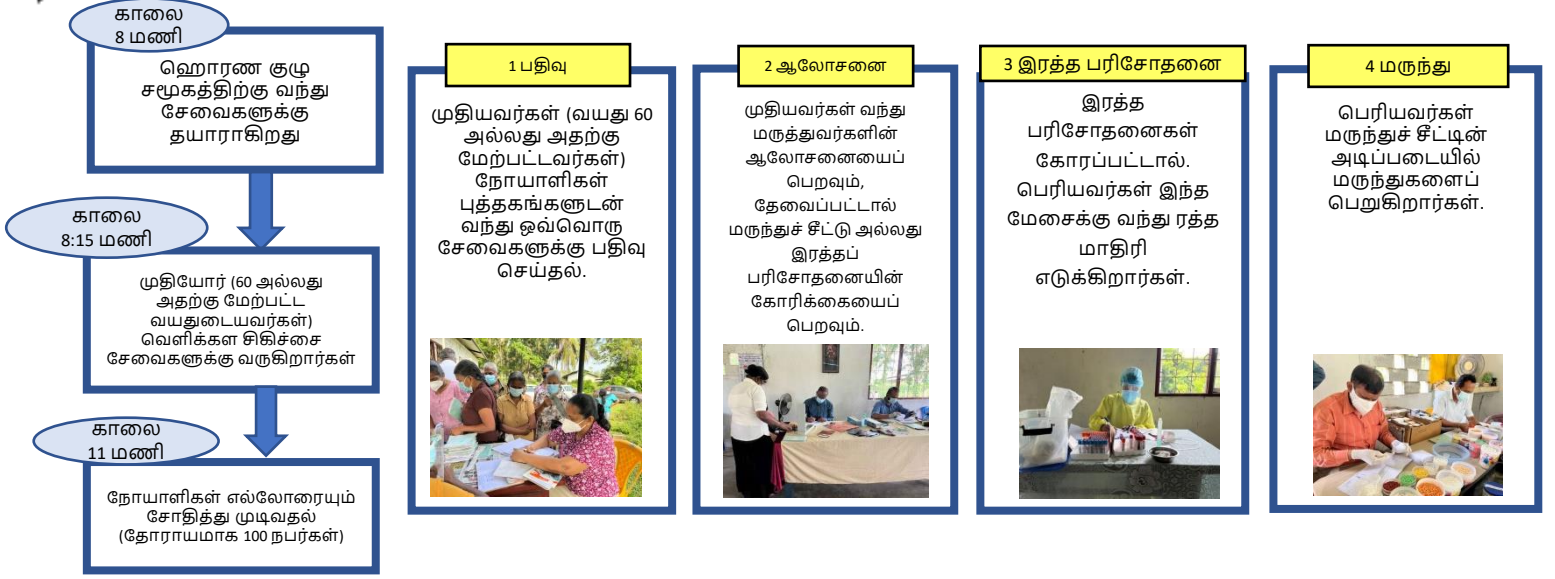 காலை
8 மணி
ஹொரண குழு
சமூகத்திற்கு வந்து
சேவைகளுக்கு
தயாராகிறது
காலை
8:15 மணி
முதியோர் (60 அல்லது
அதற்கு மேற்பட்ட
வயதுடையவர்கள்)
வெளிக்கள சிகிச்சை
சேவைகளுக்கு வருகிறார்கள்
காலை
11 மணி
நோயாளிகள் எல்லோரையும்
சோதித்து முடிவதல்
(தோராயமாக 100 நபர்கள்)
1 பதிவு
முதியவர்கள் (வயது 60
அல்லது அதற்கு
மேற்பட்டவர்கள்)
நோயாளிகள்
புத்தகங்களுடன்
வந்து ஒவ்வொரு
சேவைகளுக்கு பதிவு
செய்தல்.
2 ஆலோசனை
முதியவர்கள் வந்து
மருத்துவர்களின்
ஆலோசனையைப்
பெறவும்,
தேவைப்பட்டால்
மருந்துச் சீட்டு அல்லது
இரத்தப்
பரிசோதனையின்
கோரிக்கையைப்
பெறவும்.
3 இரத்த பரிசோதனை
இரத்த
பரிசோதனைகள்
கோரப்பட்டால்.
பெரியவர்கள் இந்த
மேசைக்கு வந்து ரத்த
மாதிரி
எடுக்கிறார்கள்.
4 மருந்து
பெரியவர்கள்
மருந்துச் சீட்டின்
அடிப்படையில்
மருந்துகளைப்
பெறுகிறார்கள்.